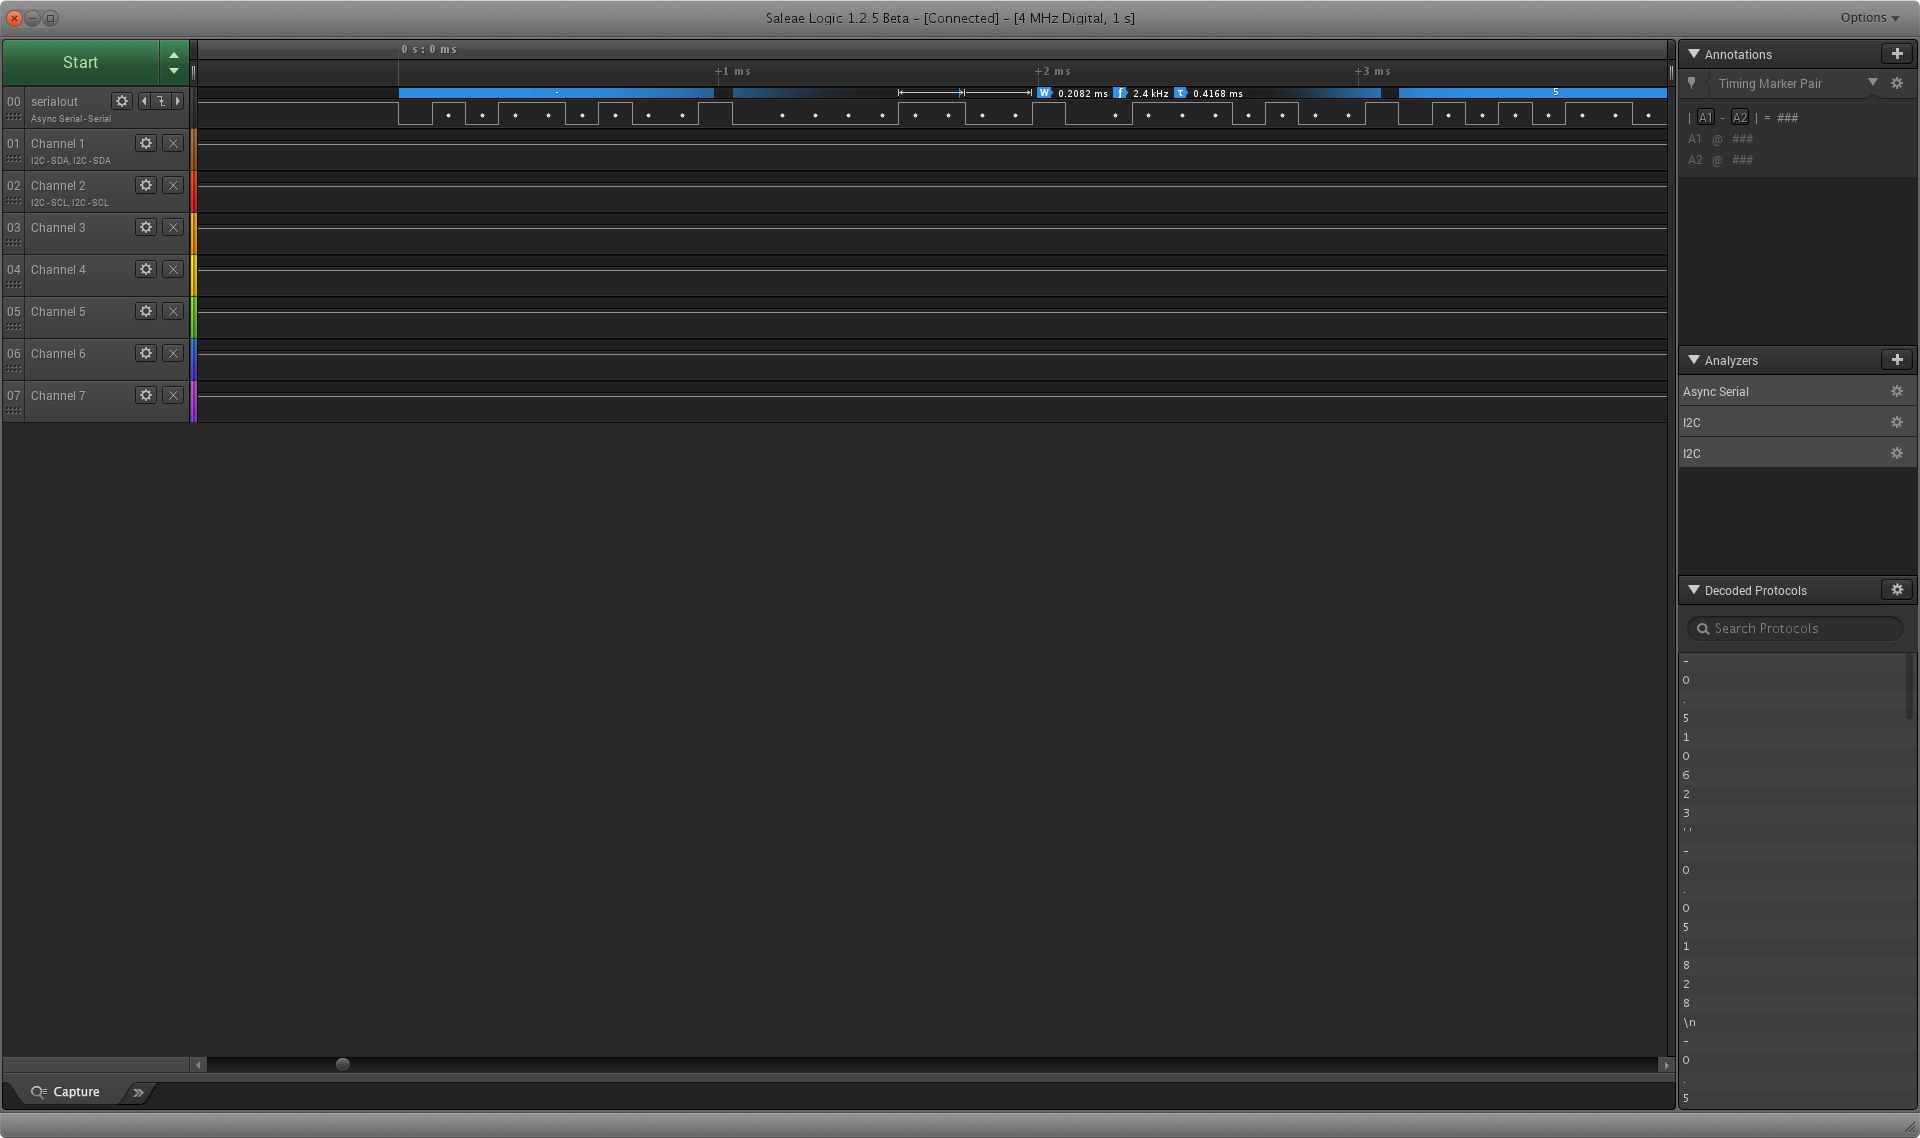 Saleae Logic 1.2.5 Beta - [Connected] - [4 MHz Digital, 1 s]
Options
Start
0 s : 0 ms
+1 ms
+2 ms
+3 ms
00 serialout
Async Serial - Serial
- W 0.2082 ms f 2.4 kHz τ 0.4168 ms 5
01 Channel 1
I2C - SDA, I2C - SDA
02 Channel 2
I2C - SCL, I2C - SCL
03 Channel 3
04 Channel 4
05 Channel 5
06 Channel 6
07 Channel 7
Capture
Annotations
Timing Marker Pair
| A1 - A2 | = ###
A1 @ ###
A2 @ ###
Analyzers
Async Serial
I2C
I2C
Decoded Protocols
Search Protocols
-
0
.
5
1
0
6
2
3
' '
-
0
.
0
5
1
8
2
8
\n
-
0
.
5